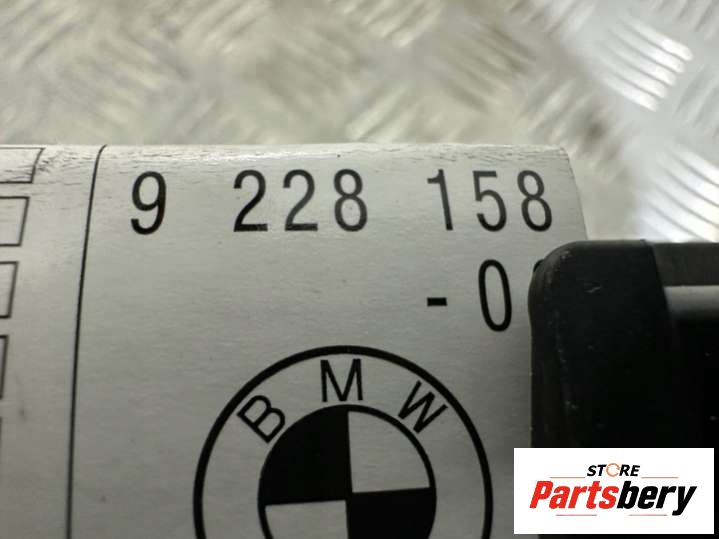 9 228 158
-0
BMW
STORE
Partsbery